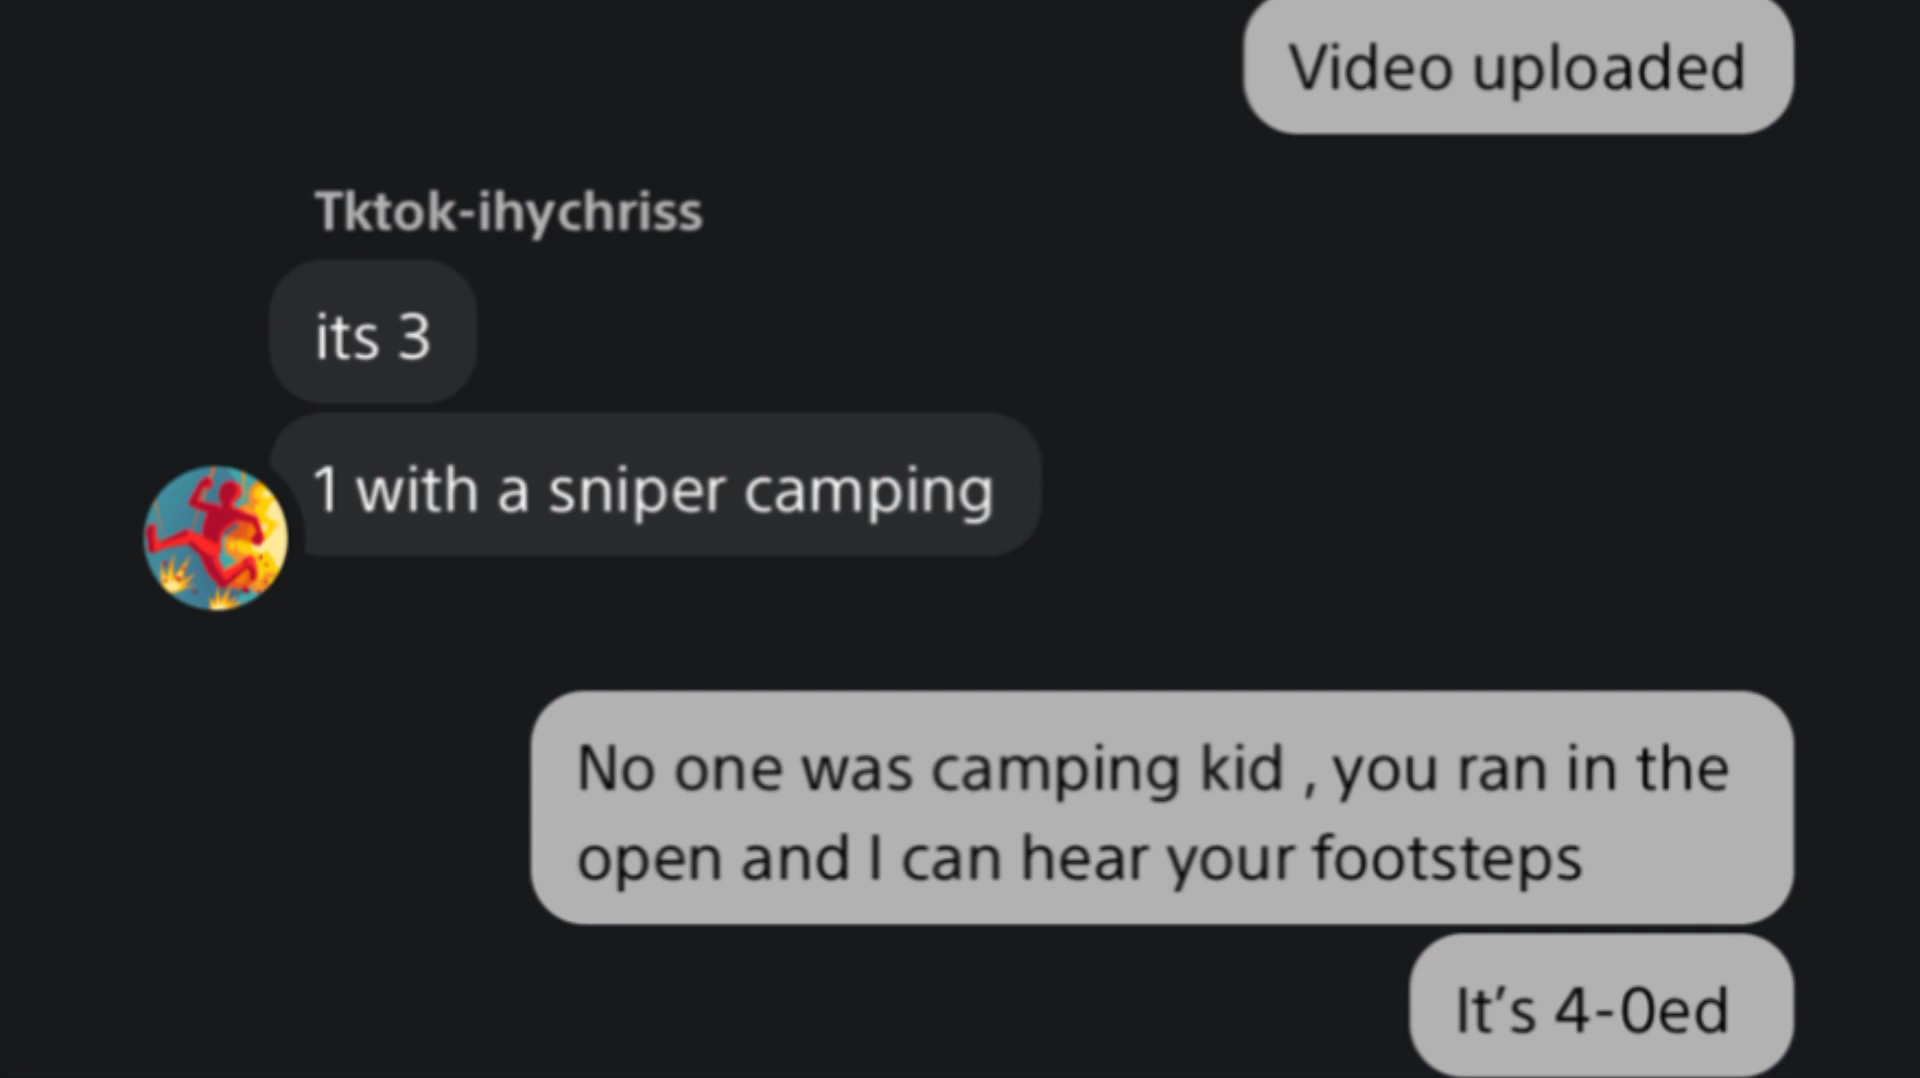 Video uploaded
Tktok-ihychriss
its 3
1 with a sniper camping
No one was camping kid , you ran in the
open and I can hear your footsteps
It’s 4-0ed